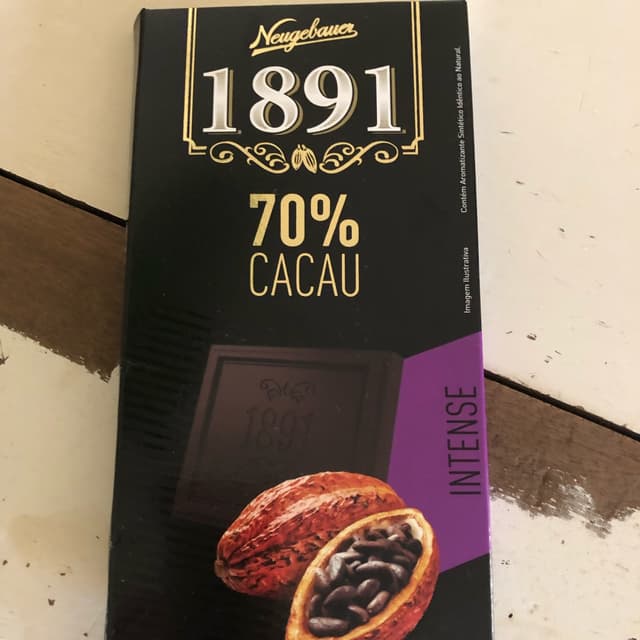 Neugebauer
1891
70%
CACAU
Contém Aromatizante Sintético Idêntico ao Natural.
Imagem Ilustrativa
1891
INTENSE